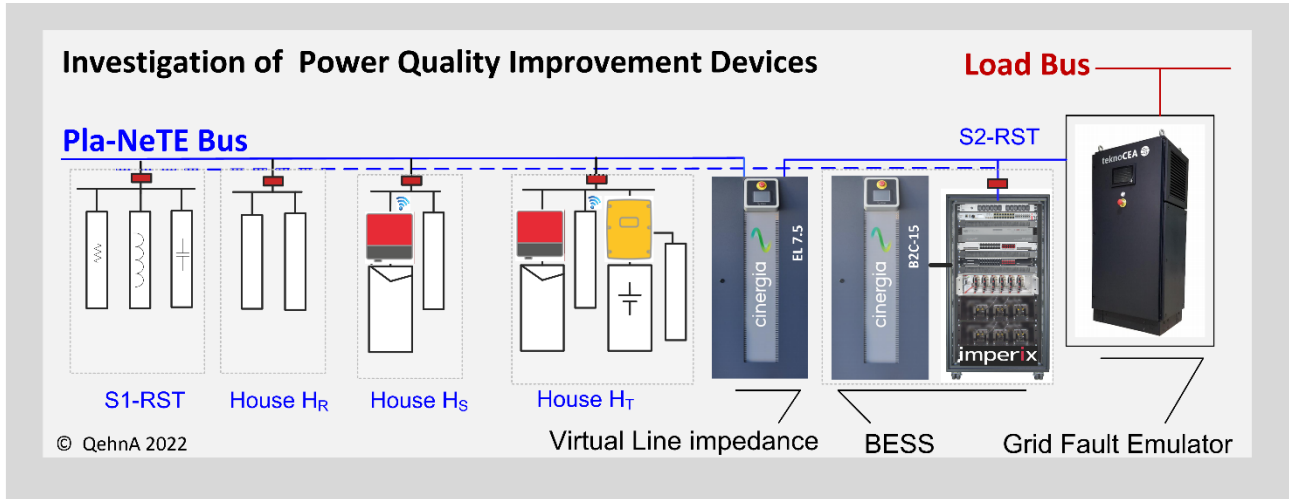 Investigation of Power Quality Improvement Devices
Load Bus
Pla-NeTE Bus
S2-RST
teknoCEA
cinergia
EL 7.5
cinergia
B2C-15
imperix
S1-RST
House HR
House HS
House HT
Virtual Line impedance
BESS
Grid Fault Emulator
© QehnA 2022